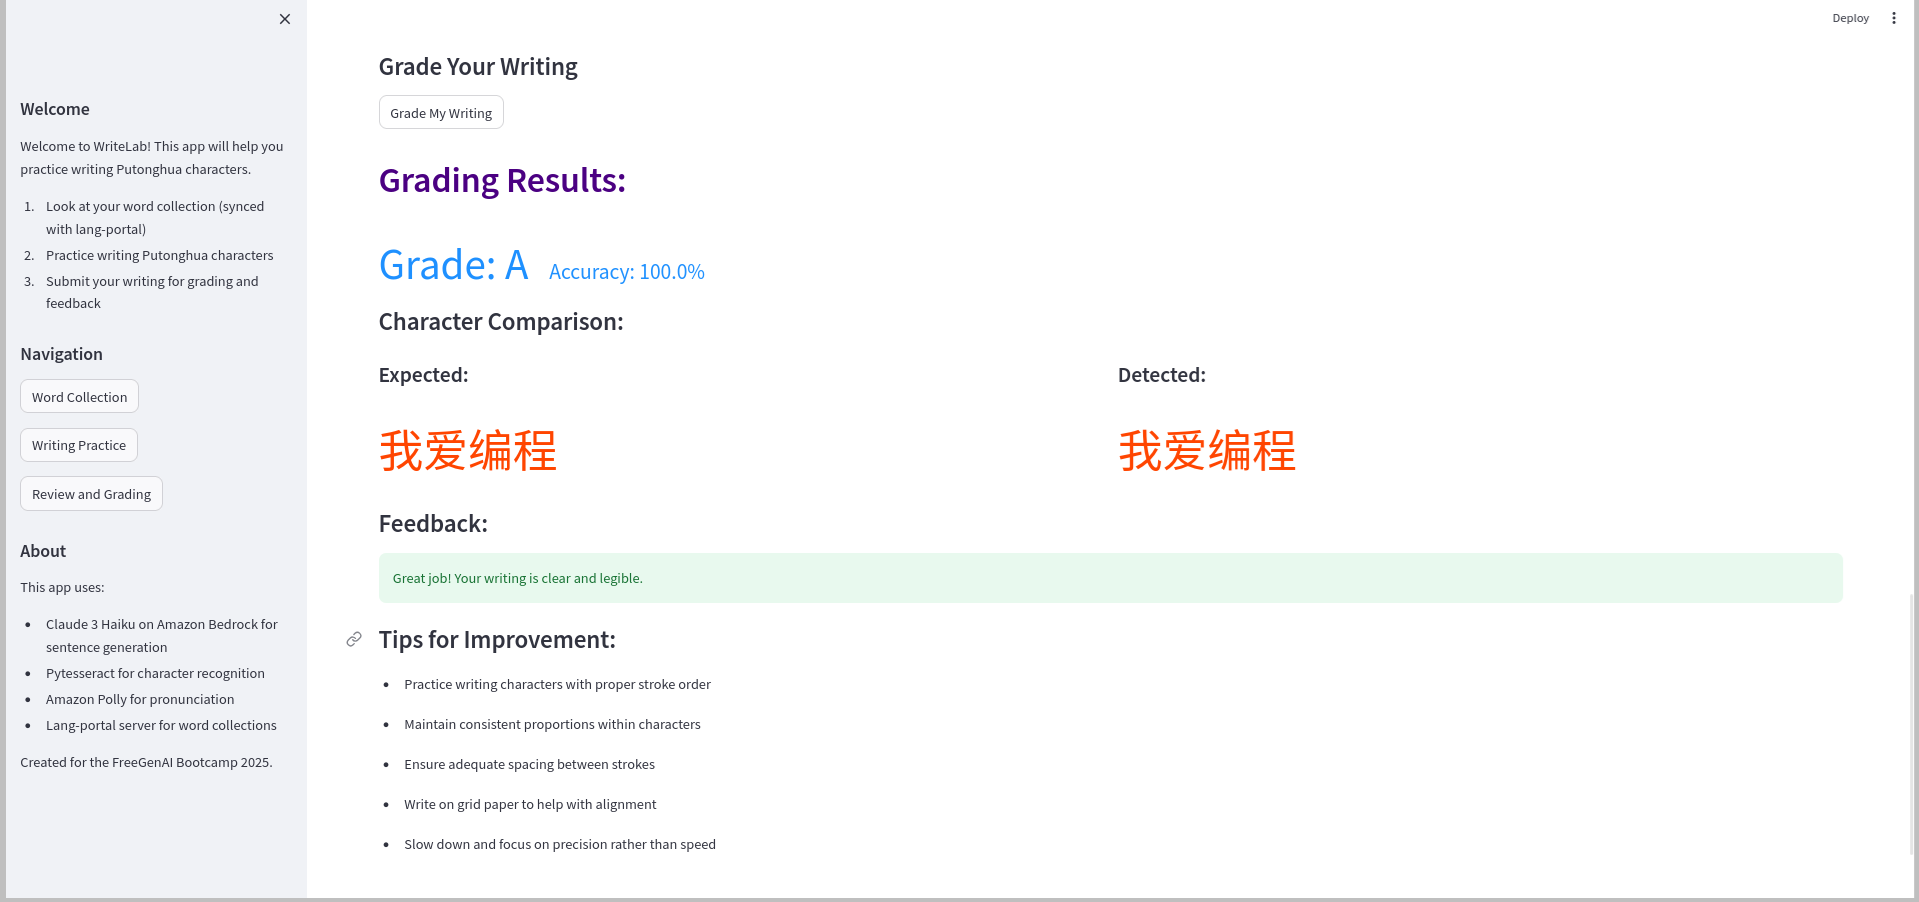 Deploy
Welcome
Welcome to WriteLab! This app will help you
practice writing Putonghua characters.
1. Look at your word collection (synced
with lang-portal)
2. Practice writing Putonghua characters
3. Submit your writing for grading and
feedback
Navigation
Word Collection
Writing Practice
Review and Grading
About
This app uses:
• Claude 3 Haiku on Amazon Bedrock for
sentence generation
• Pytesseract for character recognition
• Amazon Polly for pronunciation
• Lang-portal server for word collections
Created for the FreeGenAI Bootcamp 2025.
Grade Your Writing
Grade My Writing
Grading Results:
Grade: A Accuracy: 100.0%
Character Comparison:
Expected:
我爱编程
Detected:
我爱编程
Feedback:
Great job! Your writing is clear and legible.
Tips for Improvement:
• Practice writing characters with proper stroke order
• Maintain consistent proportions within characters
• Ensure adequate spacing between strokes
• Write on grid paper to help with alignment
• Slow down and focus on precision rather than speed